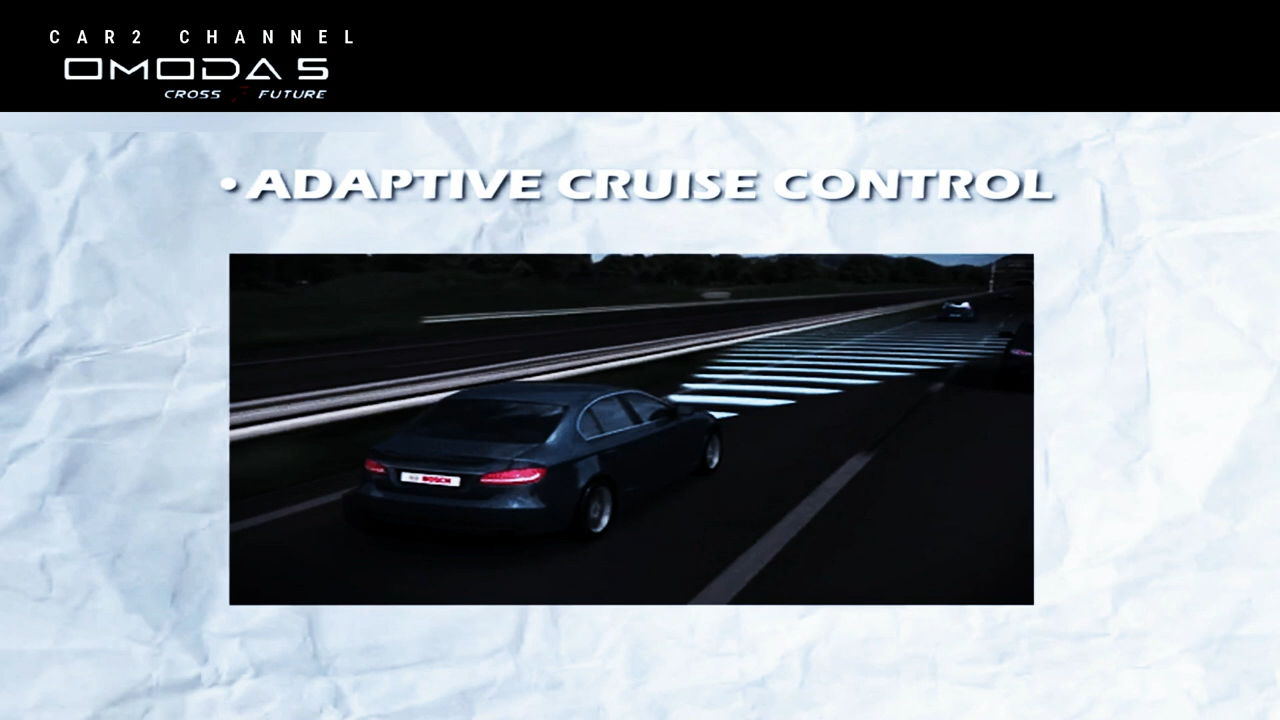 CAR2 CHANNEL
OMODA 5
CROSS FUTURE
• ADAPTIVE CRUISE CONTROL
BOSCH